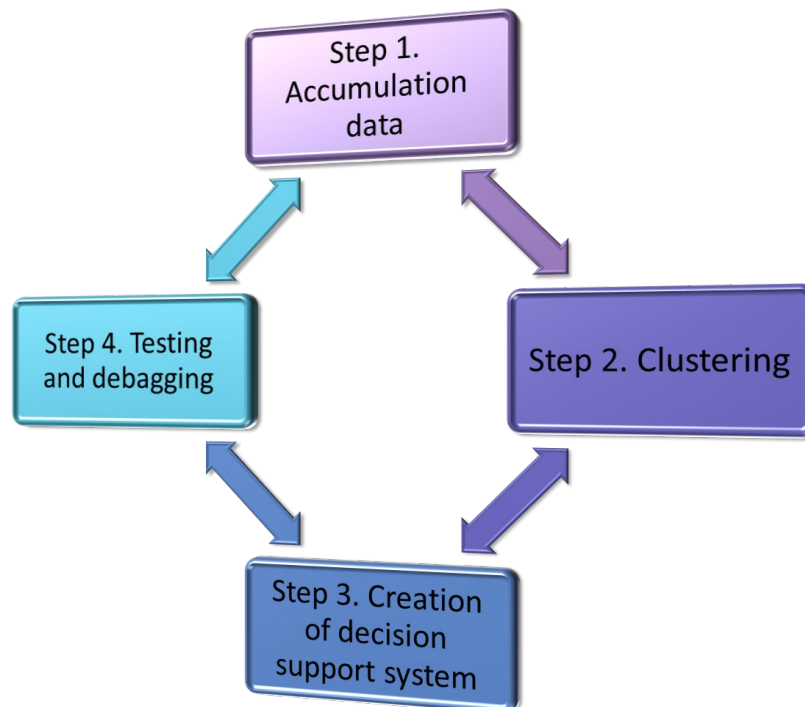 Step 1.
Accumulation
data
Step 2. Clustering
Step 3. Creation
of decision
support system
Step 4. Testing
and debagging